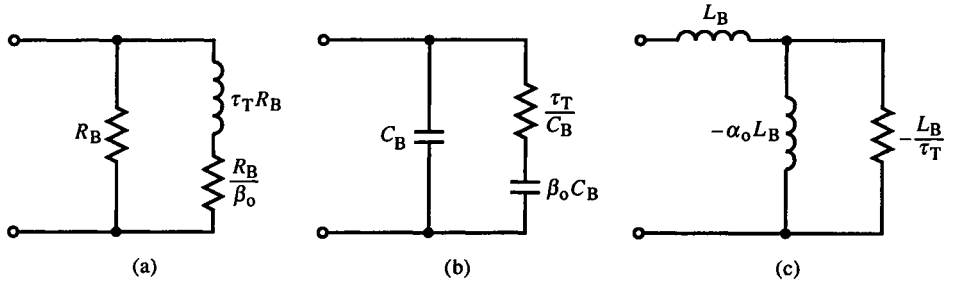 R_B
τ_T R_B
R_B/β_o
(a)
C_B
τ_T/C_B
β_o C_B
(b)
L_B
-α_o L_B
-L_B/τ_T
(c)